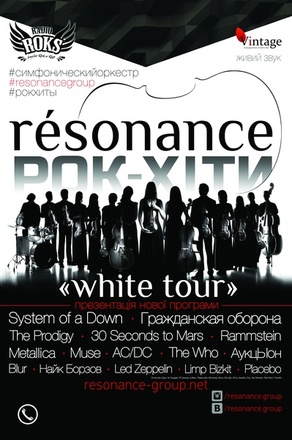 RADIO
ROKS
Vintage
живий звук
#симфоническийоркестр
#resonancegroup
#рокхиты
résonance
РОК-ХІТИ
«white tour»
презентація нової програми
System of a Down · Гражданская оборона
The Prodigy · 30 Seconds to Mars · Rammstein
Metallica · Muse · AC/DC · The Who · АукцЫон
Blur · Найк Борзов · Led Zeppelin · Limp Bizkit · Placebo
resonance-group.net
/resonance.group
B /resonance.group